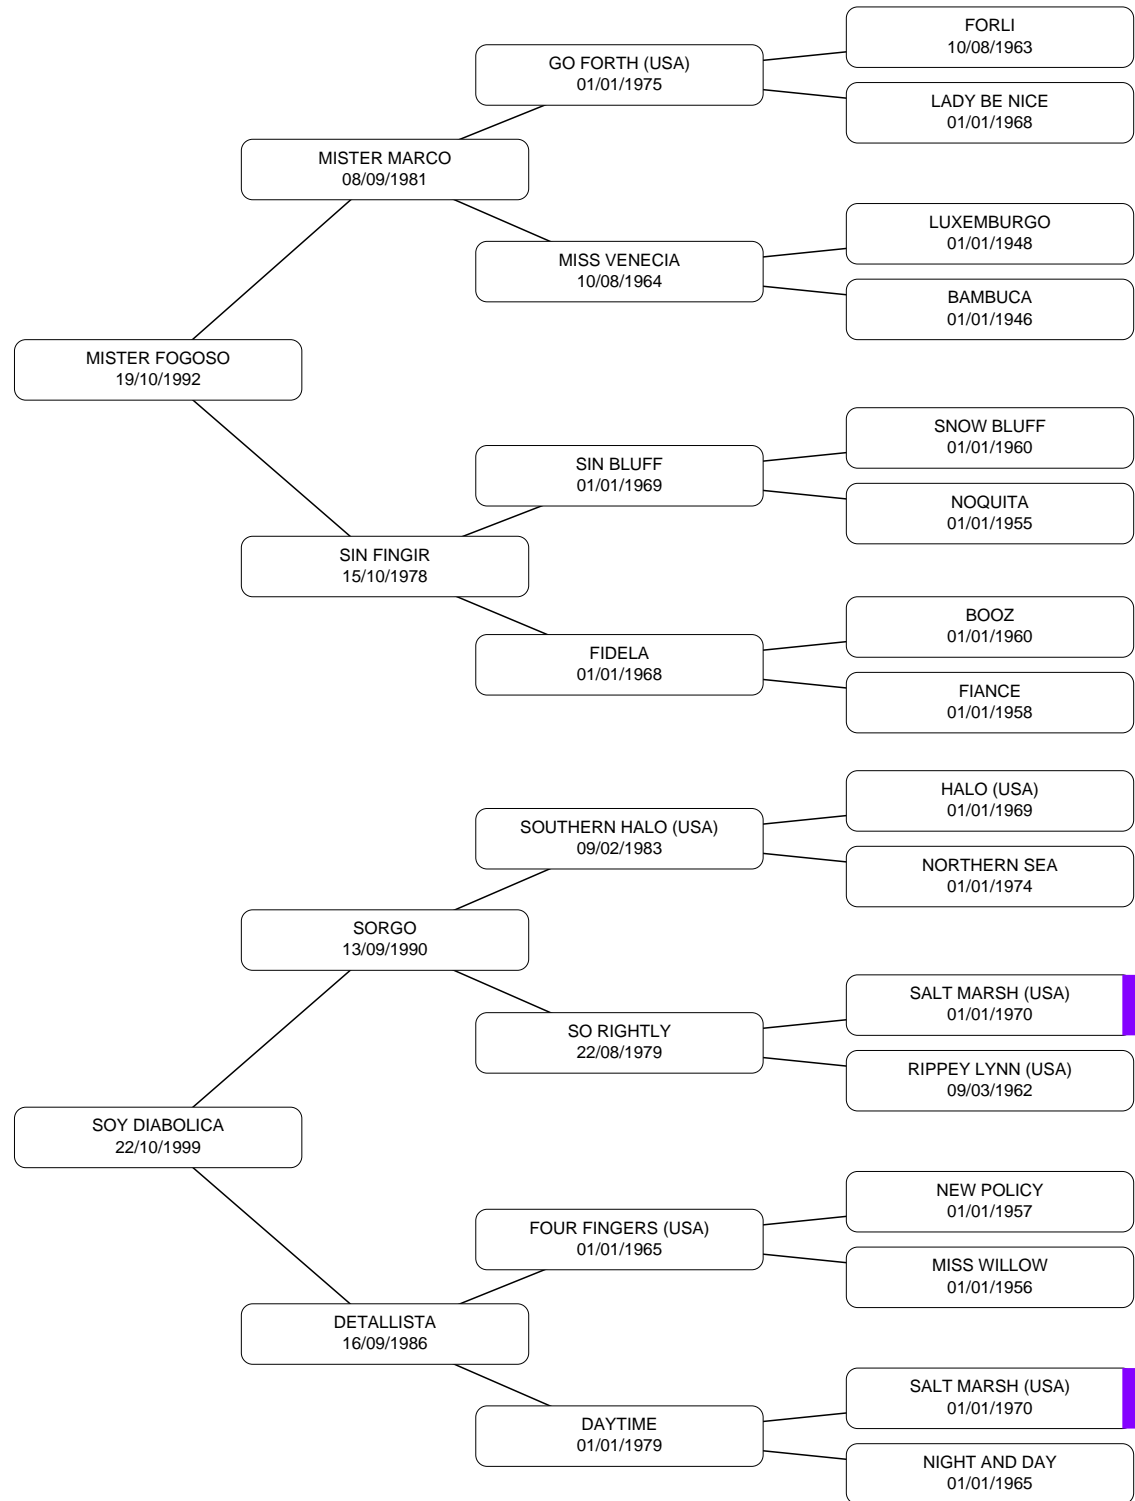 FORLI
10/08/1963
GO FORTH (USA)
01/01/1975
LADY BE NICE
01/01/1968
MISTER MARCO
08/09/1981
LUXEMBURGO
01/01/1948
MISS VENECIA
10/08/1964
BAMBUCA
01/01/1946
MISTER FOGOSO
19/10/1992
SNOW BLUFF
01/01/1960
SIN BLUFF
01/01/1969
NOQUITA
01/01/1955
SIN FINGIR
15/10/1978
BOOZ
01/01/1960
FIDELA
01/01/1968
FIANCE
01/01/1958
HALO (USA)
01/01/1969
SOUTHERN HALO (USA)
09/02/1983
NORTHERN SEA
01/01/1974
SORGO
13/09/1990
SALT MARSH (USA)
01/01/1970
SO RIGHTLY
22/08/1979
RIPPEY LYNN (USA)
09/03/1962
SOY DIABOLICA
22/10/1999
NEW POLICY
01/01/1957
FOUR FINGERS (USA)
01/01/1965
MISS WILLOW
01/01/1956
DETALLISTA
16/09/1986
SALT MARSH (USA)
01/01/1970
DAYTIME
01/01/1979
NIGHT AND DAY
01/01/1965